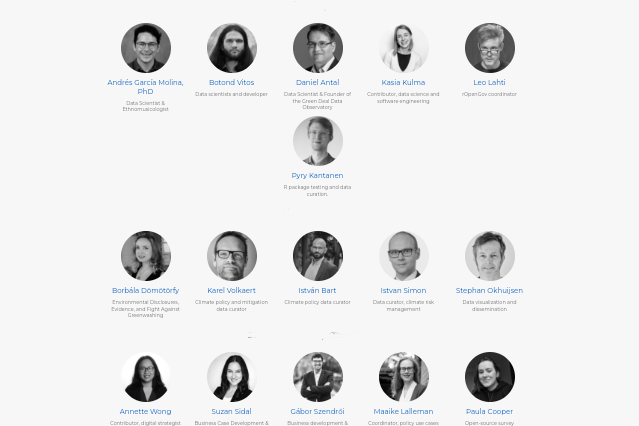 Andrés García Molina, PhD
Data Scientist & Ethnomusicologist
Botond Vitos
Data scientists and developer
Daniel Antal
Data Scientist & Founder of the Green Deal Data Observatory
Kasia Kulma
Contributor, data science and software engineering
Leo Lahti
rOpenGov coordinator
Pyry Kantanen
R package testing and data curation.
Borbála Dömötörfy
Environmental Disclosures, Evidence, and Fight Against Greenwashing
Karel Volkaert
Climate policy and mitigation data curator
István Bart
Climate policy data curator
Istvan Simon
Data curator, climate risk management
Stephan Okhuijsen
Data visualization and dissemination
Annette Wong
Contributor, digital strategist
Suzan Sidal
Business Case Development &
Gábor Szendrői
Business development &
Maaike Lalleman
Coordinator, policy use cases
Paula Cooper
Open-source survey